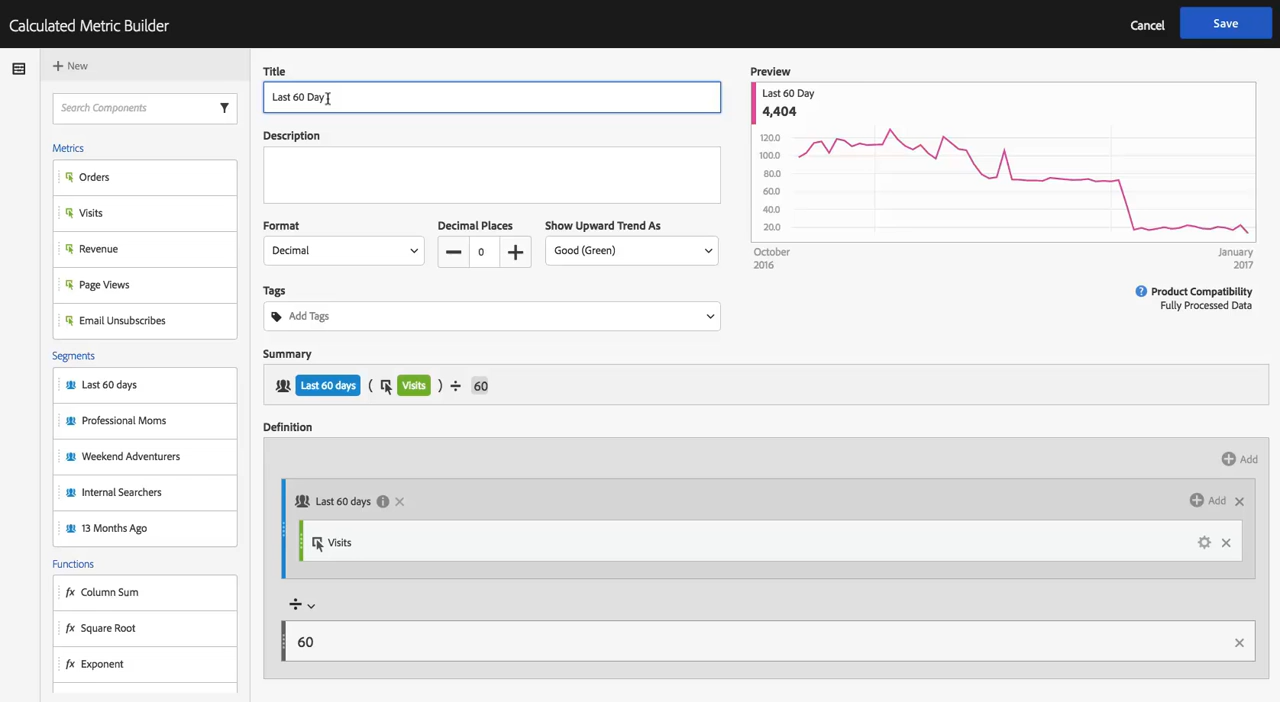 Calculated Metric Builder
Cancel
Save
New
Search Components
Metrics
Orders
Visits
Revenue
Page Views
Email Unsubscribes
Segments
Last 60 days
Professional Moms
Weekend Adventurers
Internal Searchers
13 Months Ago
Functions
fx Column Sum
fx Square Root
fx Exponent
Title
Last 60 Day
Description
Format
Decimal
Decimal Places
0
Show Upward Trend As
Good (Green)
Tags
Add Tags
Preview
Last 60 Day
4,404
120.0
100.0
80.0
60.0
40.0
20.0
October
2016
January
2017
? Product Compatibility
Fully Processed Data
Summary
Last 60 days ( Visits ) ÷ 60
Definition
Add
Last 60 days
Add
Visits
÷
60